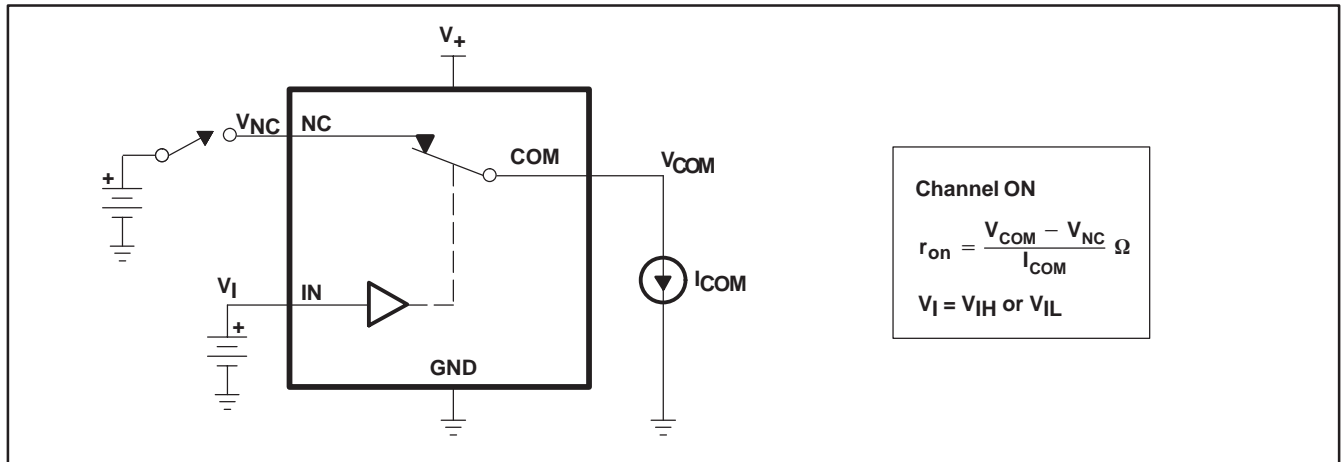 V+
VNC NC
COM
VCOM
+
VI
IN
+
ICOM
GND
Channel ON
ron = VCOM − VNC / ICOM Ω
VI = VIH or VIL